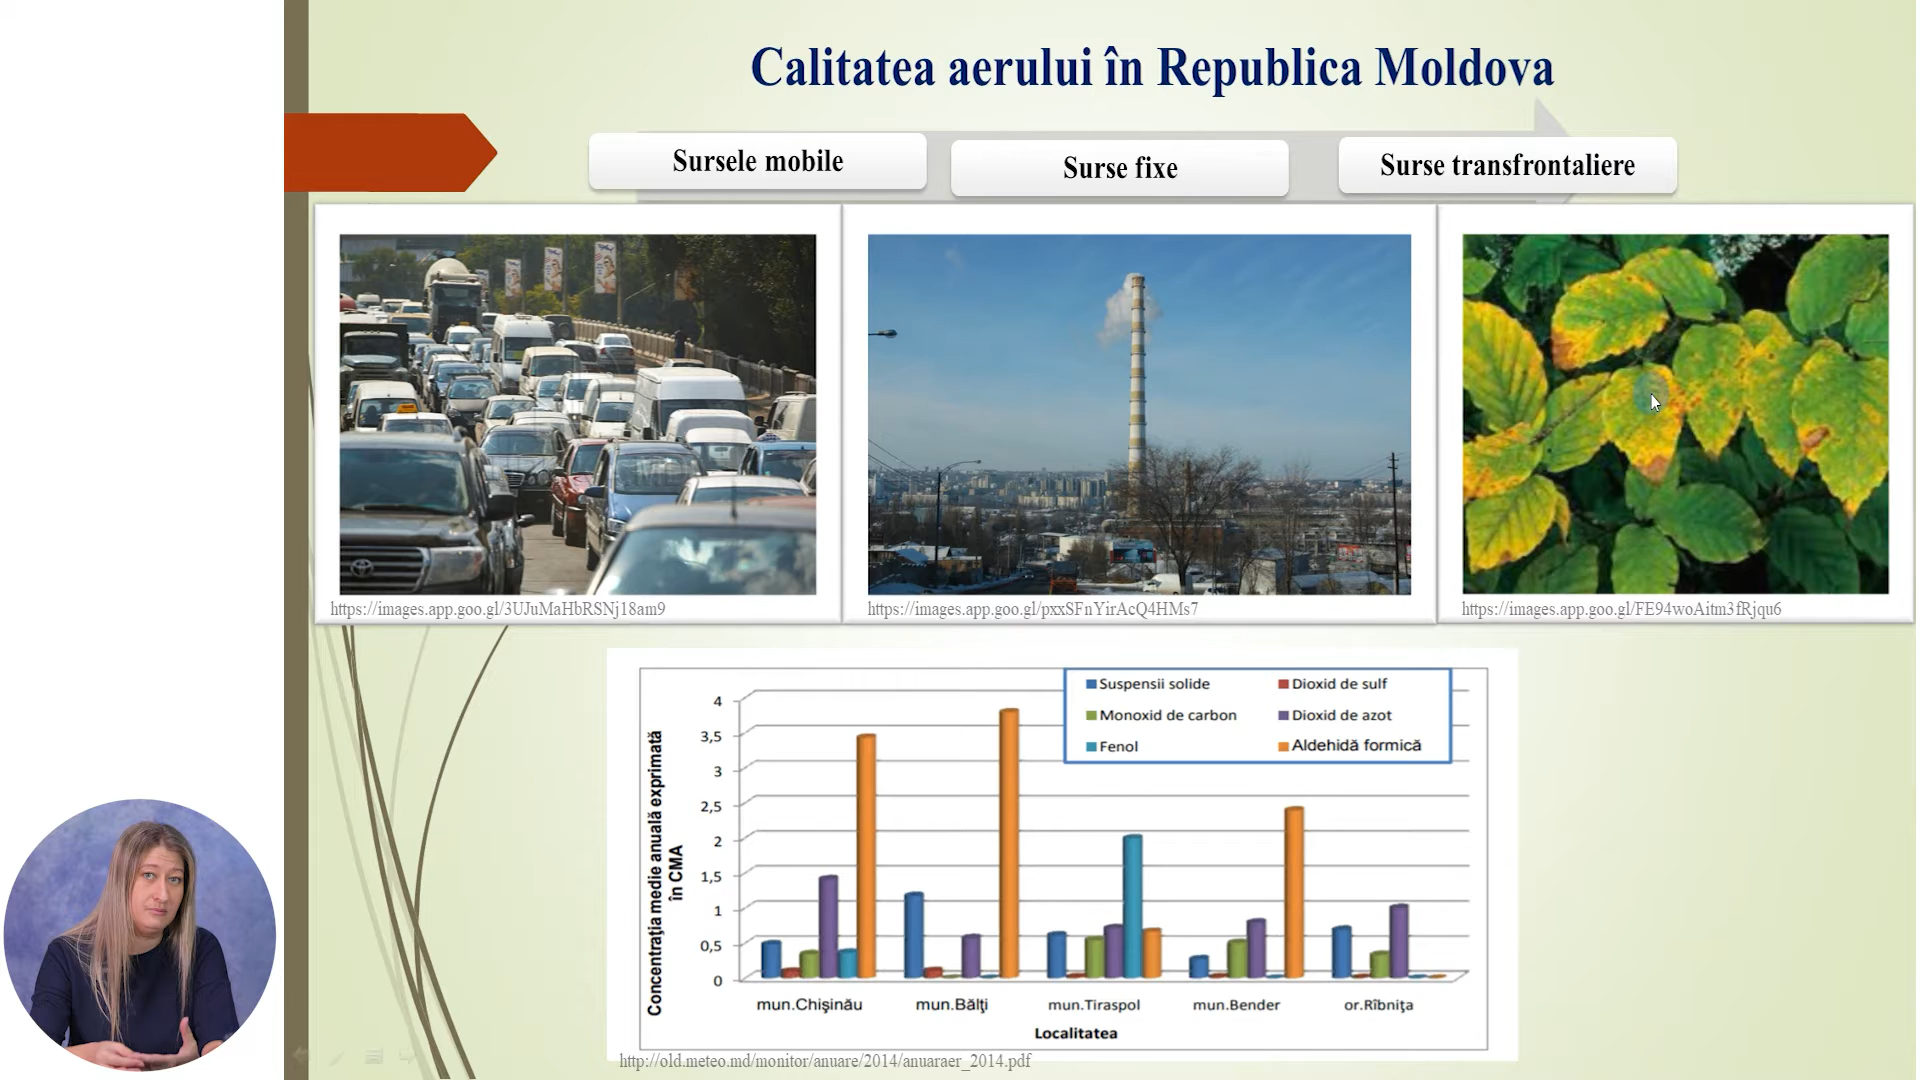 Calitatea aerului în Republica Moldova
Sursele mobile
Surse fixe
Surse transfrontaliere
https://images.app.goo.gl/3UJuMaHbRSNj18am9
https://images.app.goo.gl/pxxSFnYirAcQ4HMs7
https://images.app.goo.gl/FE94woAitm3fRjqu6
Concentraţia medie anuală exprimată
în CMA
4
3,5
3
2,5
2
1,5
1
0,5
0
Suspensii solide
Dioxid de sulf
Monoxid de carbon
Dioxid de azot
Fenol
Aldehidă formică
mun.Chişinău
mun.Bălţi
mun.Tiraspol
mun.Bender
or.Rîbniţa
Localitatea
http://old.meteo.md/monitor/anuare/2014/anuaraer_2014.pdf